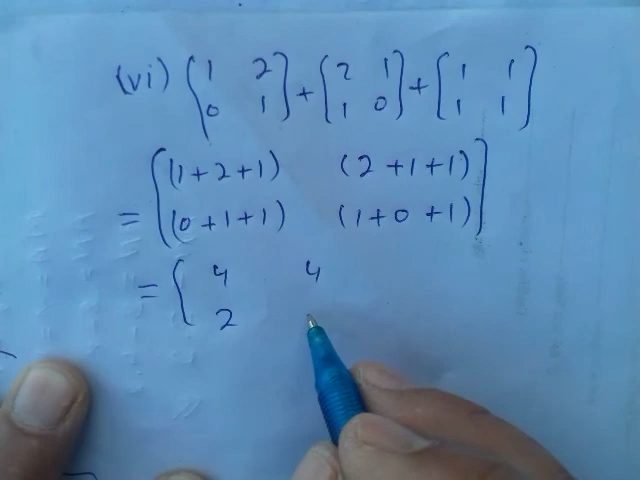 (vi) [1 2 0 1] + [2 1 1 0] + [1 1 1 1]
= [(1+2+1) (2+1+1)
(0+1+1) (1+0+1)]
= [4 4
2